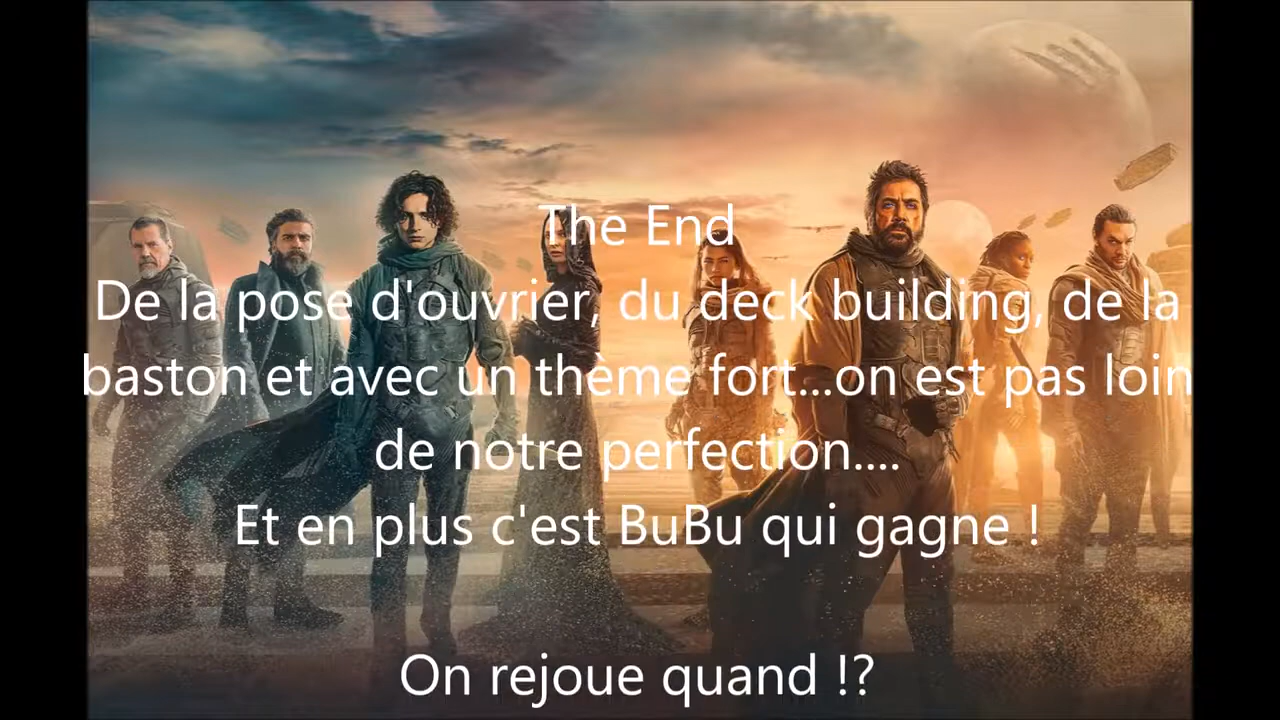 The End
De la pose d'ouvrier, du deck building, de la
baston et avec un thème fort...on est pas loin
de notre perfection....
Et en plus c'est BuBu qui gagne !
On rejoue quand !?